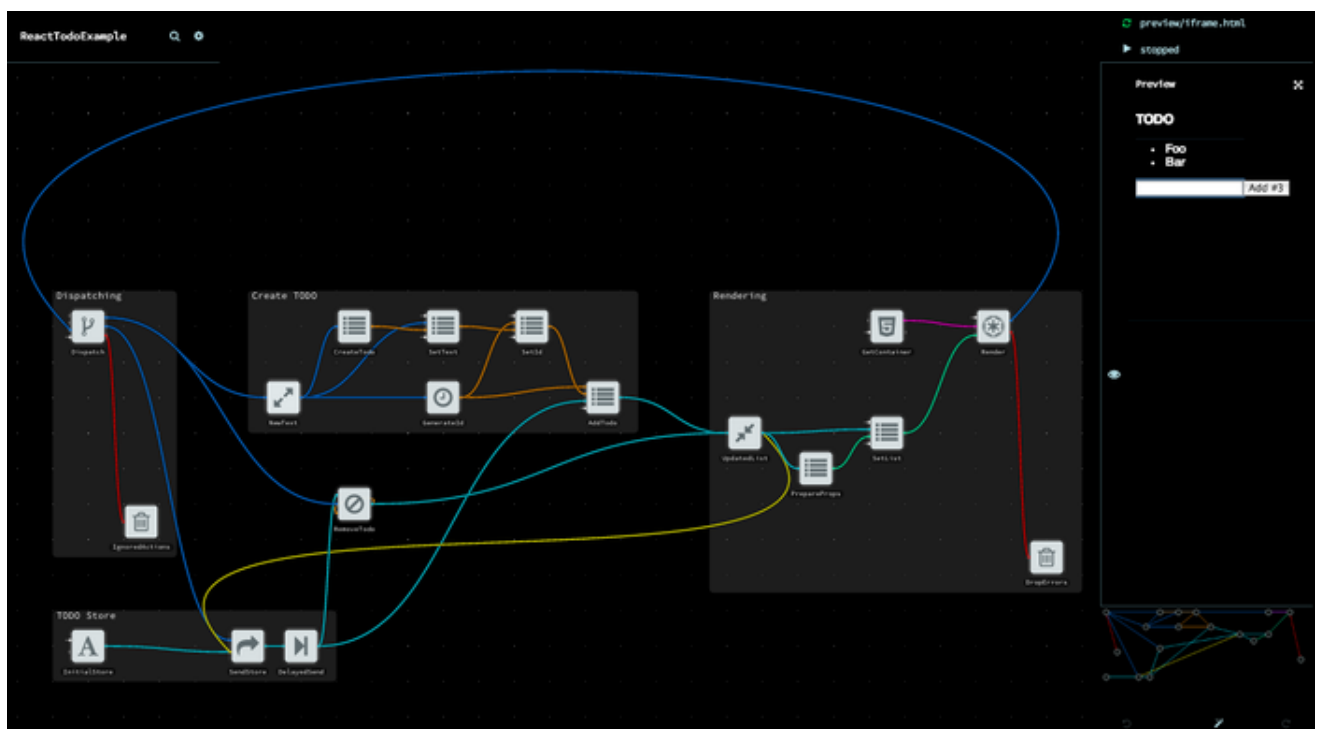 ReactTodoExample
preview/iframe.html
stopped
Preview
TODO
Foo
Bar
Add #3
Dispatching
Dispatch
IgnoredActions
Create TODO
CreateTodo
SetText
SetId
NewText
GenerateId
AddTodo
RemoveTodo
Rendering
GetContainer
Render
UpdatedList
SetList
PrepareProps
DropErrors
TODO Store
A
InitialStore
SendStore
DelayedSend